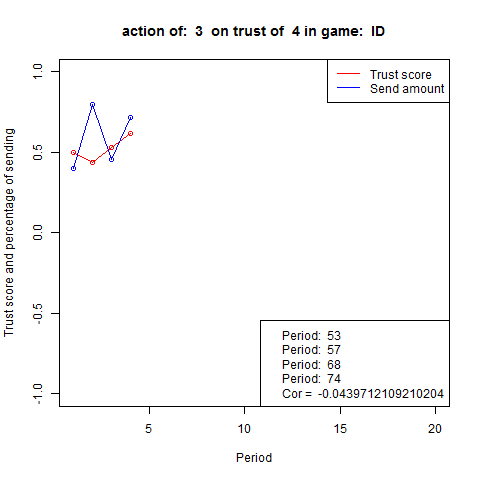 action of:  3  on trust of  4 in game:  ID
Trust score and percentage of sending
1.0
0.5
0.0
-0.5
-1.0
Trust score
Send amount
Period:  53
Period:  57
Period:  68
Period:  74
Cor =  -0.0439712109210204
5
10
15
20
Period